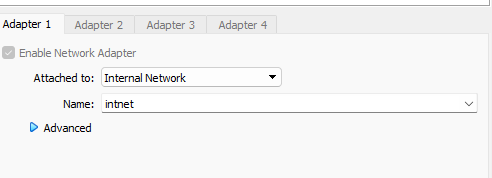 Adapter 1 Adapter 2 Adapter 3 Adapter 4
Enable Network Adapter
Attached to: Internal Network
Name: intnet
Advanced